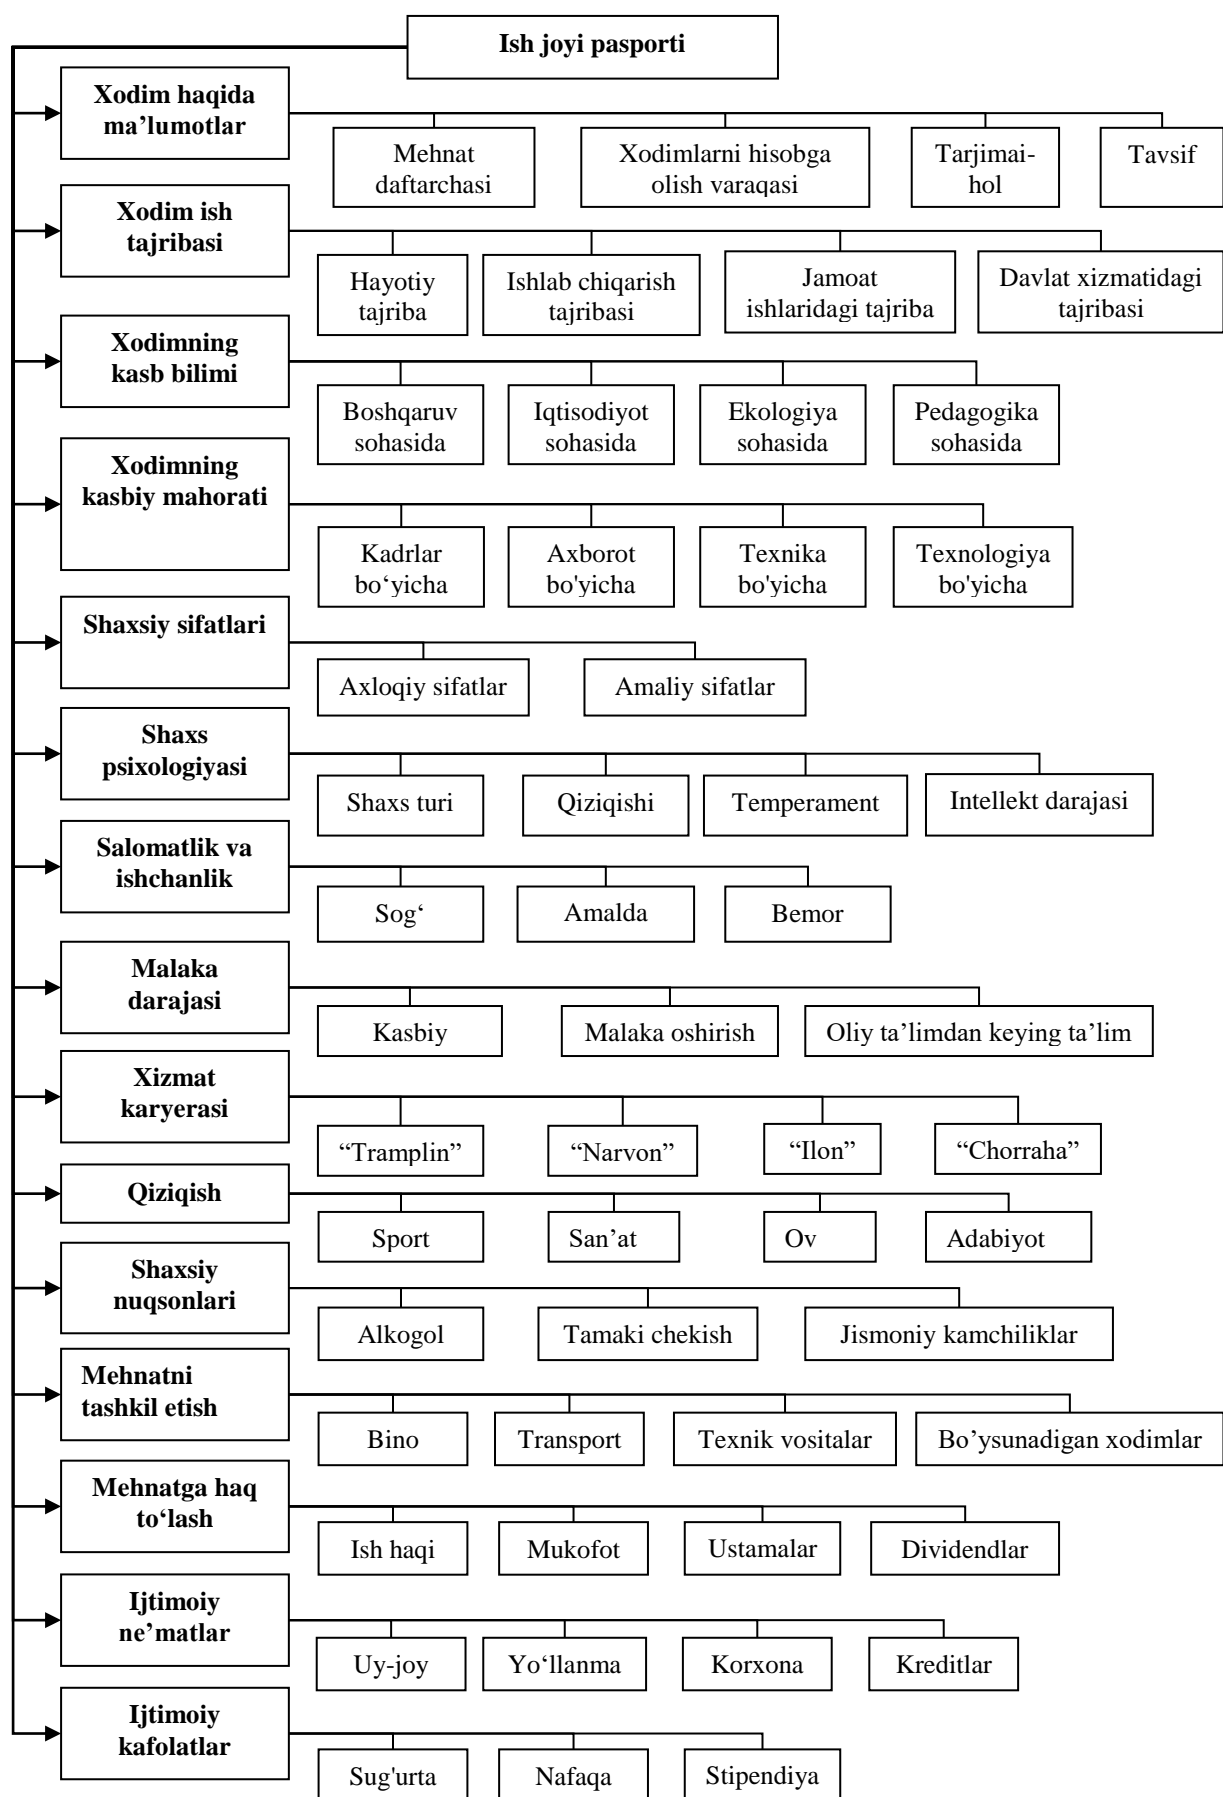 Ish joyi pasporti
Xodim haqida
ma’lumotlar
Mehnat
daftarchasi
Xodimlarni hisobga
olish varaqasi
Tarjimai-
hol
Tavsif
Xodim ish
tajribasi
Hayotiy
tajriba
Ishlab chiqarish
tajribasi
Jamoat
ishlaridagi tajriba
Davlat xizmatidagi
tajribasi
Xodimning
kasb bilimi
Boshqaruv
sohasida
Iqtisodiyot
sohasida
Ekologiya
sohasida
Pedagogika
sohasida
Xodimning
kasbiy mahorati
Kadrlar
bo‘yicha
Axborot
bo'yicha
Texnika
bo'yicha
Texnologiya
bo'yicha
Shaxsiy sifatlari
Axloqiy sifatlar
Amaliy sifatlar
Shaxs
psixologiyasi
Shaxs turi
Qiziqishi
Temperament
Intellekt darajasi
Salomatlik va
ishchanlik
Sog‘
Amalda
Bemor
Malaka
darajasi
Kasbiy
Malaka oshirish
Oliy ta’limdan keying ta’lim
Xizmat
karyerasi
“Tramplin”
“Narvon”
“Ilon”
“Chorraha”
Qiziqish
Sport
San’at
Ov
Adabiyot
Shaxsiy
nuqsonlari
Alkogol
Tamaki chekish
Jismoniy kamchiliklar
Mehnatni
tashkil etish
Bino
Transport
Texnik vositalar
Bo’ysunadigan xodimlar
Mehnatga haq
to‘lash
Ish haqi
Mukofot
Ustamalar
Dividendlar
Ijtimoiy
ne’matlar
Uy-joy
Yo‘llanma
Korxona
Kreditlar
Ijtimoiy
kafolatlar
Sug'urta
Nafaqa
Stipendiya